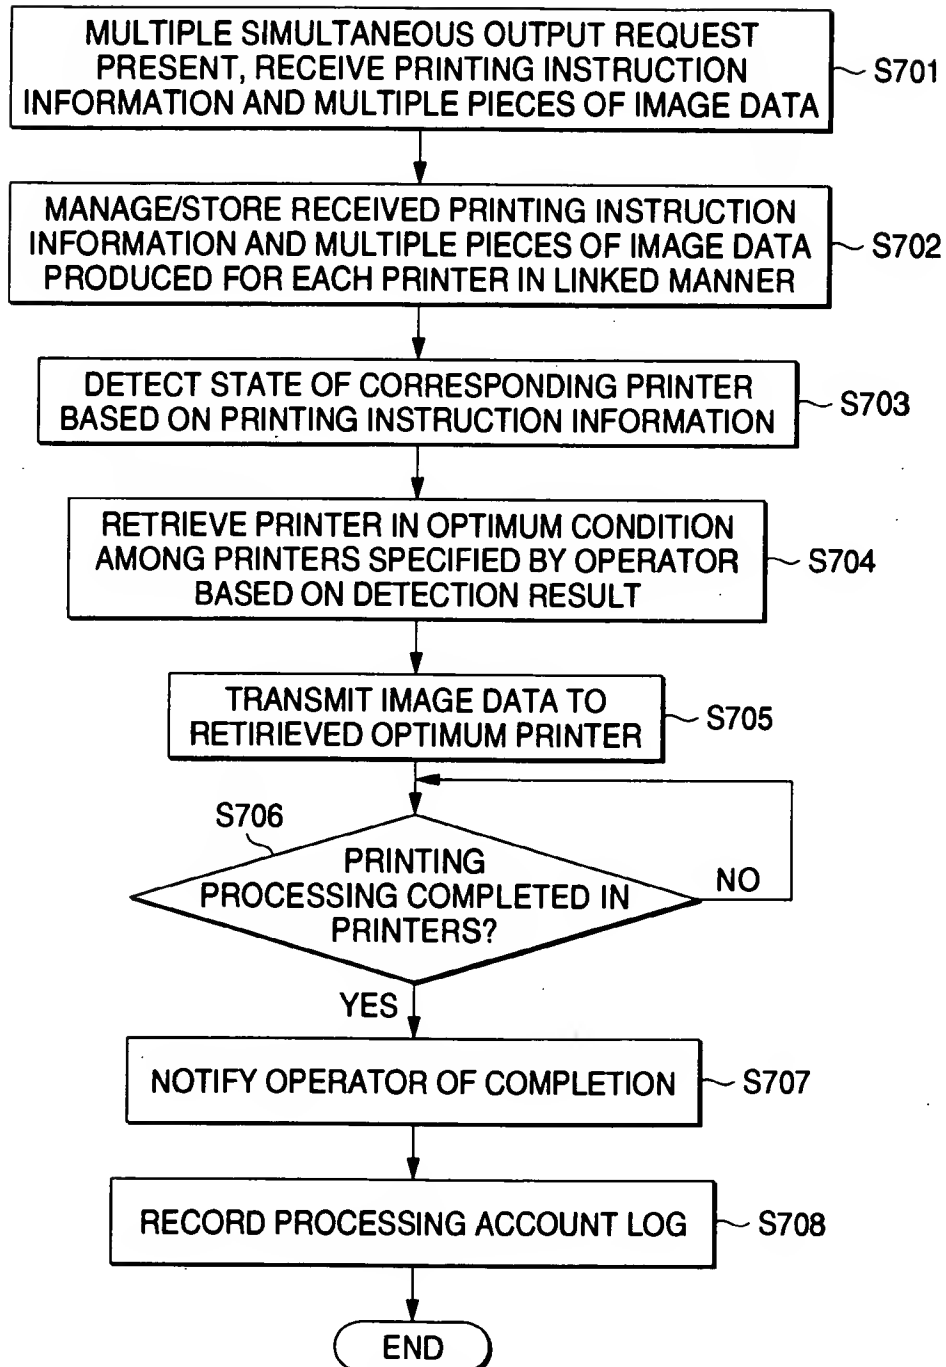 MULTIPLE SIMULTANEOUS OUTPUT REQUEST
PRESENT, RECEIVE PRINTING INSTRUCTION
INFORMATION AND MULTIPLE PIECES OF IMAGE DATA
S701
MANAGE/STORE RECEIVED PRINTING INSTRUCTION
INFORMATION AND MULTIPLE PIECES OF IMAGE DATA
PRODUCED FOR EACH PRINTER IN LINKED MANNER
S702
DETECT STATE OF CORRESPONDING PRINTER
BASED ON PRINTING INSTRUCTION INFORMATION
S703
RETRIEVE PRINTER IN OPTIMUM CONDITION
AMONG PRINTERS SPECIFIED BY OPERATOR
BASED ON DETECTION RESULT
S704
TRANSMIT IMAGE DATA TO
RETIRIEVED OPTIMUM PRINTER
S705
S706
PRINTING
PROCESSING COMPLETED IN
PRINTERS?
NO
YES
NOTIFY OPERATOR OF COMPLETION
S707
RECORD PROCESSING ACCOUNT LOG
S708
END